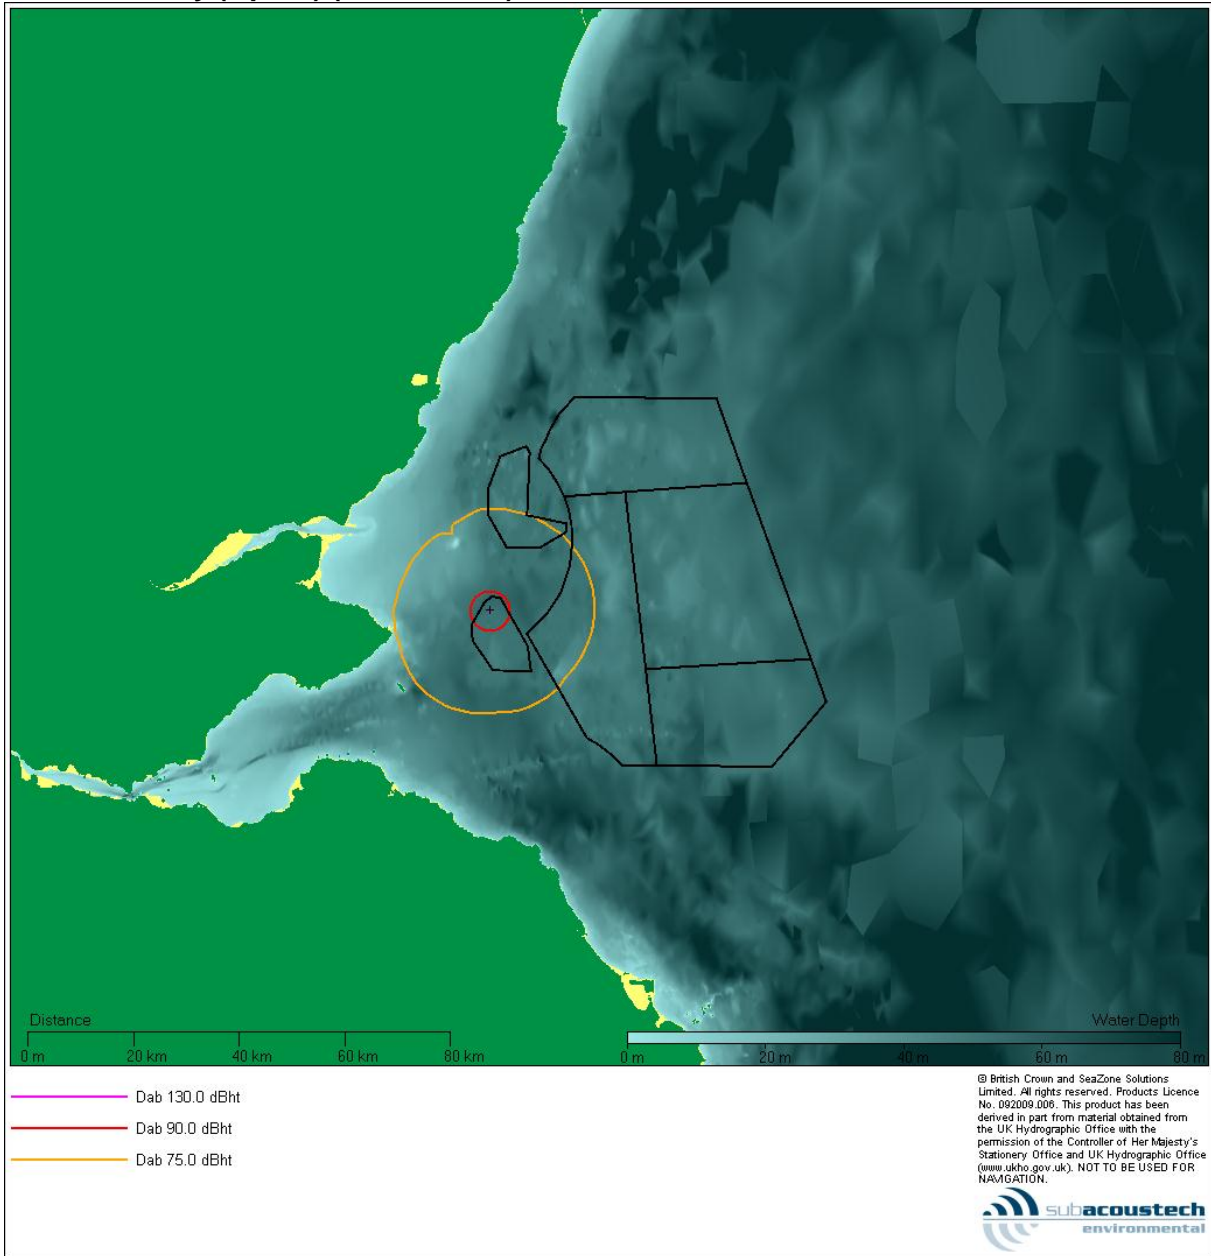 Distance
0 m 20 km 40 km 60 km 80 km
Water Depth
0 m 20 m 40 m 60 m 80 m
Dab 130.0 dBht
Dab 90.0 dBht
Dab 75.0 dBht
© British Crown and SeaZone Solutions
Limited. All rights reserved. Products Licence
No. 092009.006. This product has been
derived in part from material obtained from
the UK Hydrographic Office with the
permission of the Controller of Her Majesty's
Stationery Office and UK Hydrographic Office
(www.ukho.gov.uk). NOT TO BE USED FOR
NAVIGATION.
subacoustech
environmental